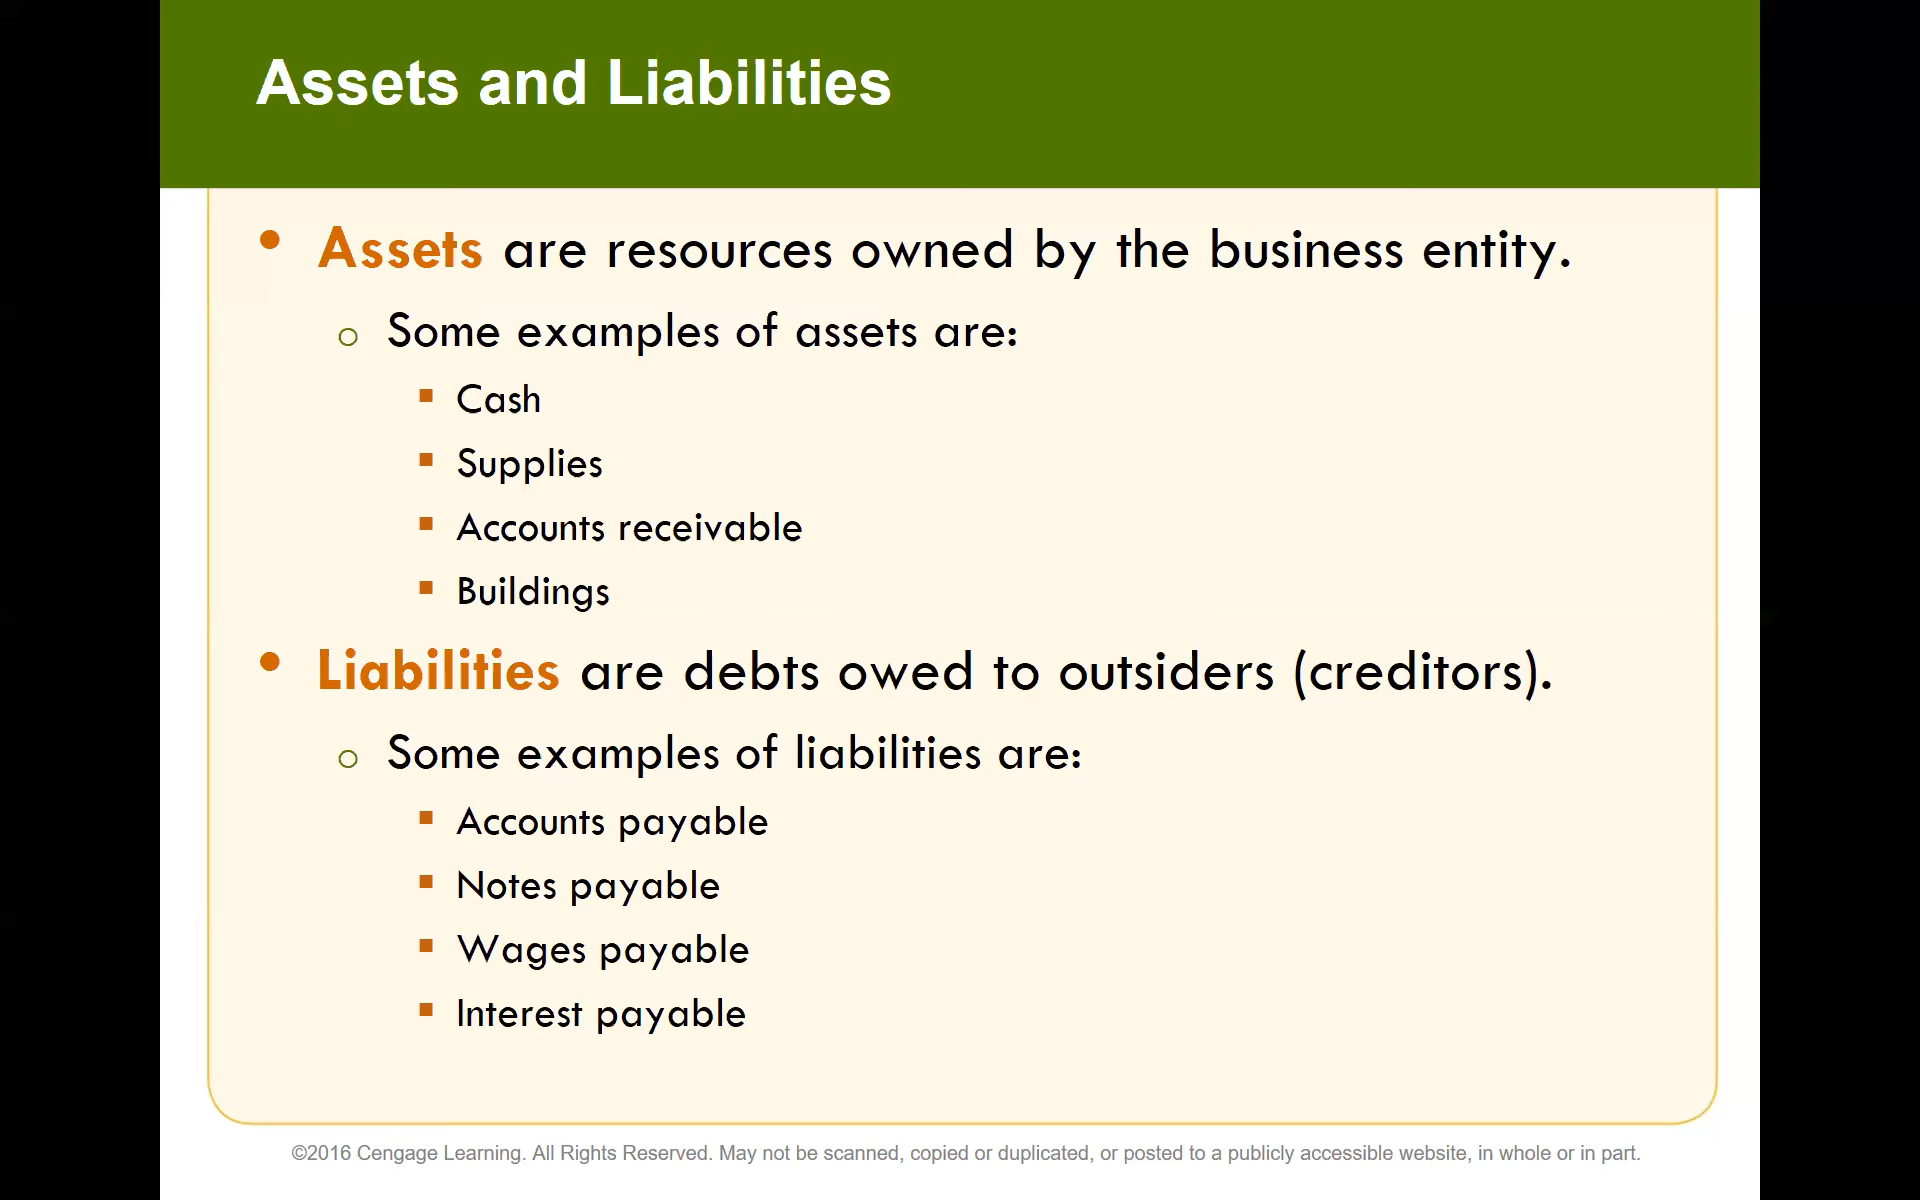 Assets and Liabilities
• Assets are resources owned by the business entity.
o Some examples of assets are:
▪ Cash
▪ Supplies
▪ Accounts receivable
▪ Buildings
• Liabilities are debts owed to outsiders (creditors).
o Some examples of liabilities are:
▪ Accounts payable
▪ Notes payable
▪ Wages payable
▪ Interest payable
©2016 Cengage Learning. All Rights Reserved. May not be scanned, copied or duplicated, or posted to a publicly accessible website, in whole or in part.